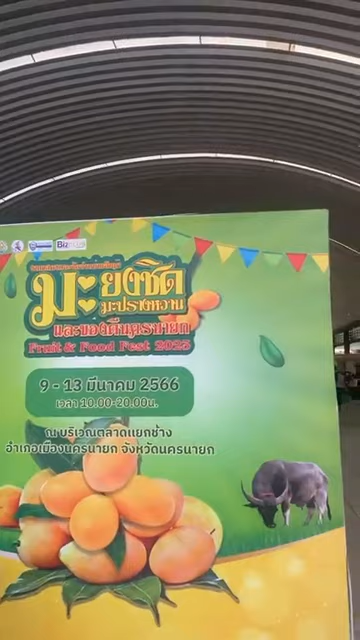 Biz
มะยงชิด
มะปรางหวาน
และของดีนครนายก
Fruit & Food Fest 2023
9 - 13 มีนาคม 2566
เวลา 10.00-20.00น.
ณ บริเวณตลาดแยกช้าง
อำเภอเมืองนครนายก จังหวัดนครนายก